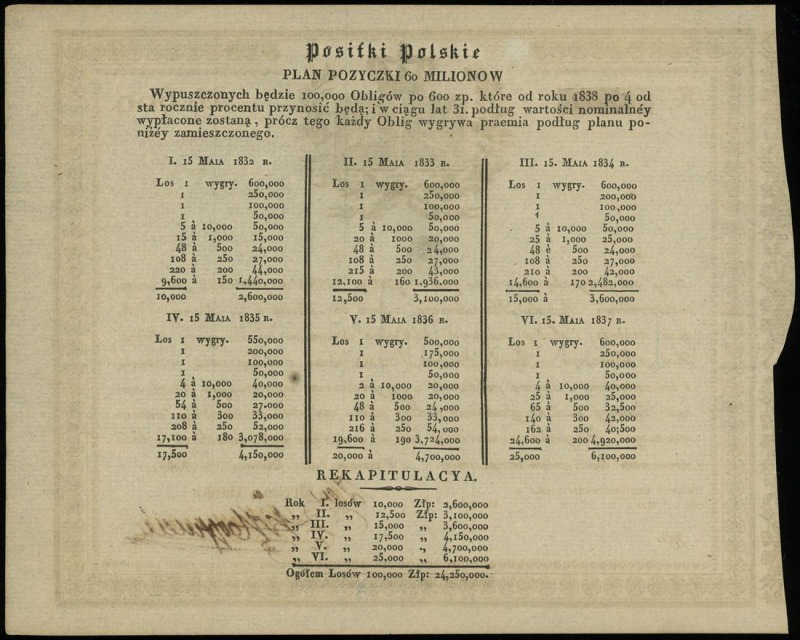 Posiłki Polskie
PLAN POZYCZKI 60 MILIONOW
Wypuszczonych będzie 100,000 Obligów po 600 zp. które od roku 1838 po 4 od
sta rocznie procentu przynosić będą; i w ciągu lat 31. podług wartości nominalnéy
wypłacone zostaną, prócz tego każdy Oblig wygrywa praemia podług planu po-
niżéy zamieszczonego.
I. 15 MAIA 1832 R.
Los 1 wygry. 600,000
1 250,000
1 100,000
1 50,000
5 à 10,000 50,000
15 à 1,000 15,000
48 à 500 24,000
108 à 250 27,000
220 à 200 44,000
9,600 à 150 1,440,000
10,000 2,600,000
II. 15 MAIA 1833 R.
Los 1 wygry. 600,000
1 250,000
1 100,000
1 50,000
5 à 10,000 50,000
20 à 1000 20,000
48 à 500 24,000
108 à 250 27,000
215 à 200 43,000
12,100 à 160 1,936,000
12,500 3,100,000
III. 15. MAIA 1834 R.
Los 1 wygry. 600,000
1 200,000
1 100,000
1 50,000
5 à 10,000 50,000
25 à 1,000 25,000
48 è 500 24,000
108 à 250 27,000
210 à 200 42,000
14,600 à 170 2,482,000
15,000 à 3,600,000
IV. 15 MAIA 1835 R.
Los 1 wygry. 550,000
1 200,000
1 100,000
1 50,000
4 à 10,000 40,000
20 à 1,000 20,000
54 à 500 27.000
110 à 300 33,000
208 à 250 52,000
17,100 à 180 3,078,000
17,500 4,150,000
V. 15 MAIA 1836 R.
Los 1 wygry. 500,000
1 175,000
1 100,000
1 50,000
2 à 10,000 20,000
20 à 1000 20,000
48 à 500 24,000
110 à 300 33,000
216 à 250 54,000
19,600 à 190 3,724,000
20,000 à 4,700,000
VI. 15. MAIA 1837 R.
Los 1 wygry. 600,000
1 250,000
1 100,000
1 50,000
4 à 10,000 40,000
25 à 1,000 25,000
65 à 500 32,500
140 à 300 42,000
162 à 250 40;500
24,600 à 200 4,920,000
25,000 6,100,000
REKAPITULACYA.
Rok I. losów 10,000 Złp: 2,600,000
„ II. „ 12,500 Złp: 3,100,000
„ III. „ 15,000 „ 3,600,000
„ IV. „ 17,500 „ 4,150,000
„ V. „ 20,000 „ 4,700,000
„ VI. „ 25,000 „ 6,100,000
Ogółem Losów 100,000 Złp: 24,250,000.